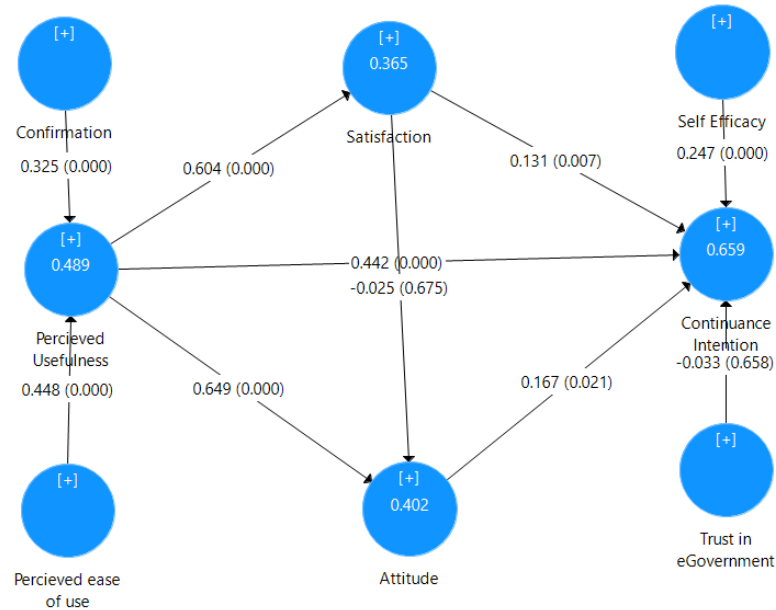 [+]
Confirmation
0.325 (0.000)
[+]
0.365
Satisfaction
[+]
Self Efficacy
0.247 (0.000)
0.604 (0.000)
0.131 (0.007)
[+]
0.489
Percieved
Usefulness
0.442 (0.000)
-0.025 (0.675)
[+]
0.659
Continuance
Intention
-0.033 (0.658)
0.448 (0.000)
0.649 (0.000)
0.167 (0.021)
[+]
Percieved ease
of use
[+]
0.402
Attitude
[+]
Trust in
eGovernment